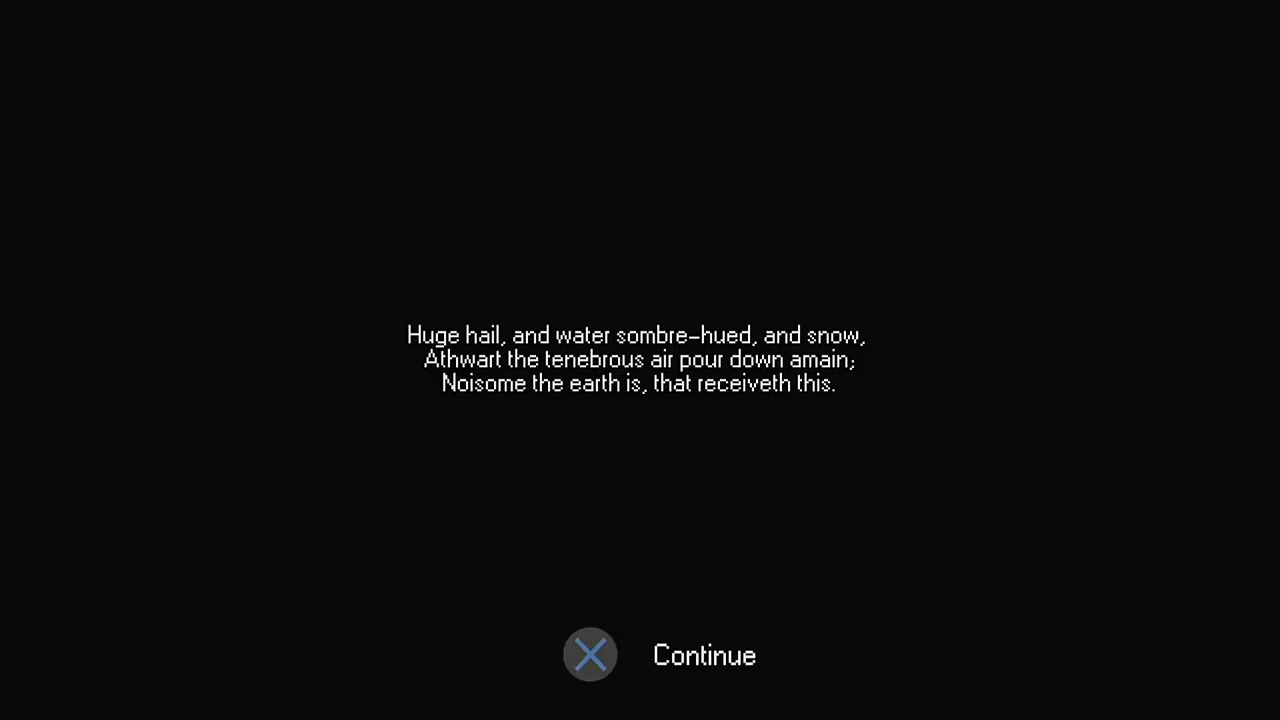 Huge hail, and water sombre-hued, and snow,
Athwart the tenebrous air pour down amain;
Noisome the earth is, that receiveth this.
Continue